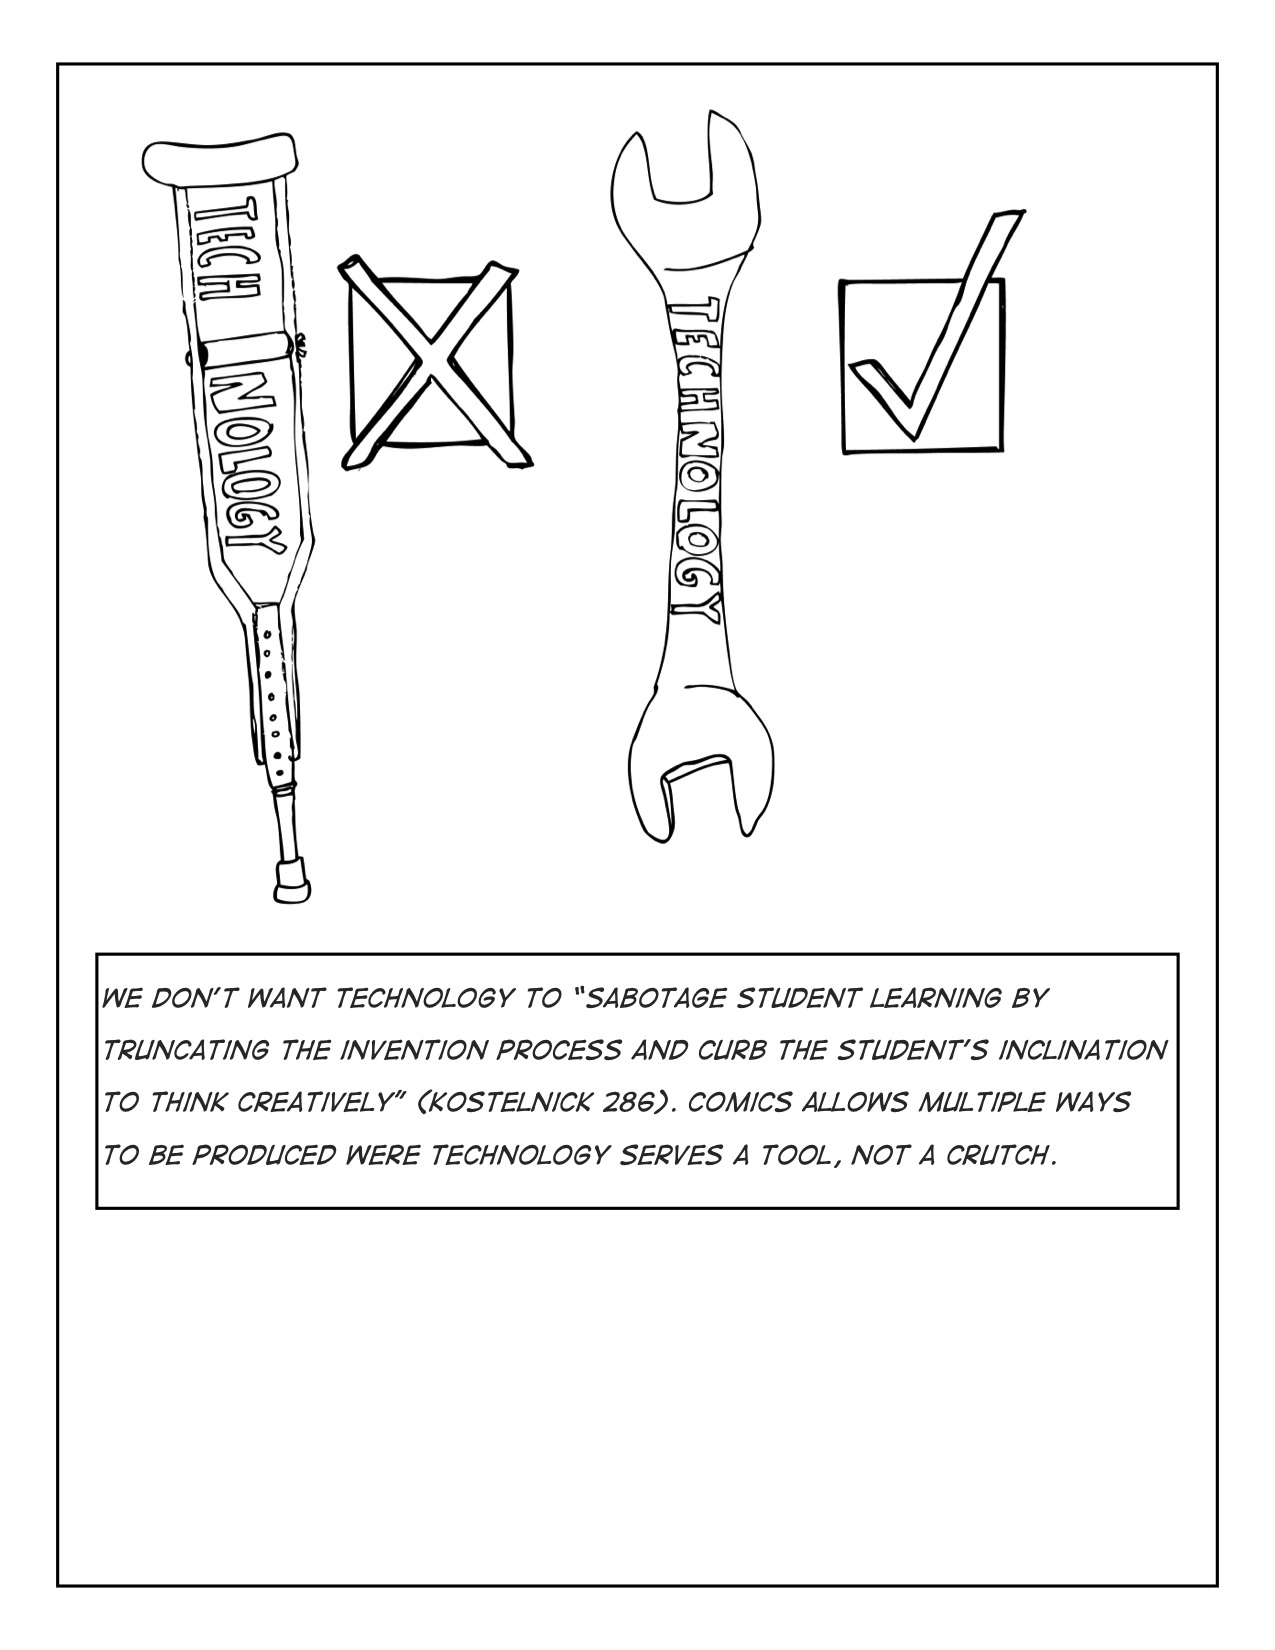 TECH
NOLOGY
TECHNOLOGY
WE DON'T WANT TECHNOLOGY TO "SABOTAGE STUDENT LEARNING BY
TRUNCATING THE INVENTION PROCESS AND CURB THE STUDENT'S INCLINATION
TO THINK CREATIVELY" (KOSTELNICK 286). COMICS ALLOWS MULTIPLE WAYS
TO BE PRODUCED WERE TECHNOLOGY SERVES A TOOL, NOT A CRUTCH.